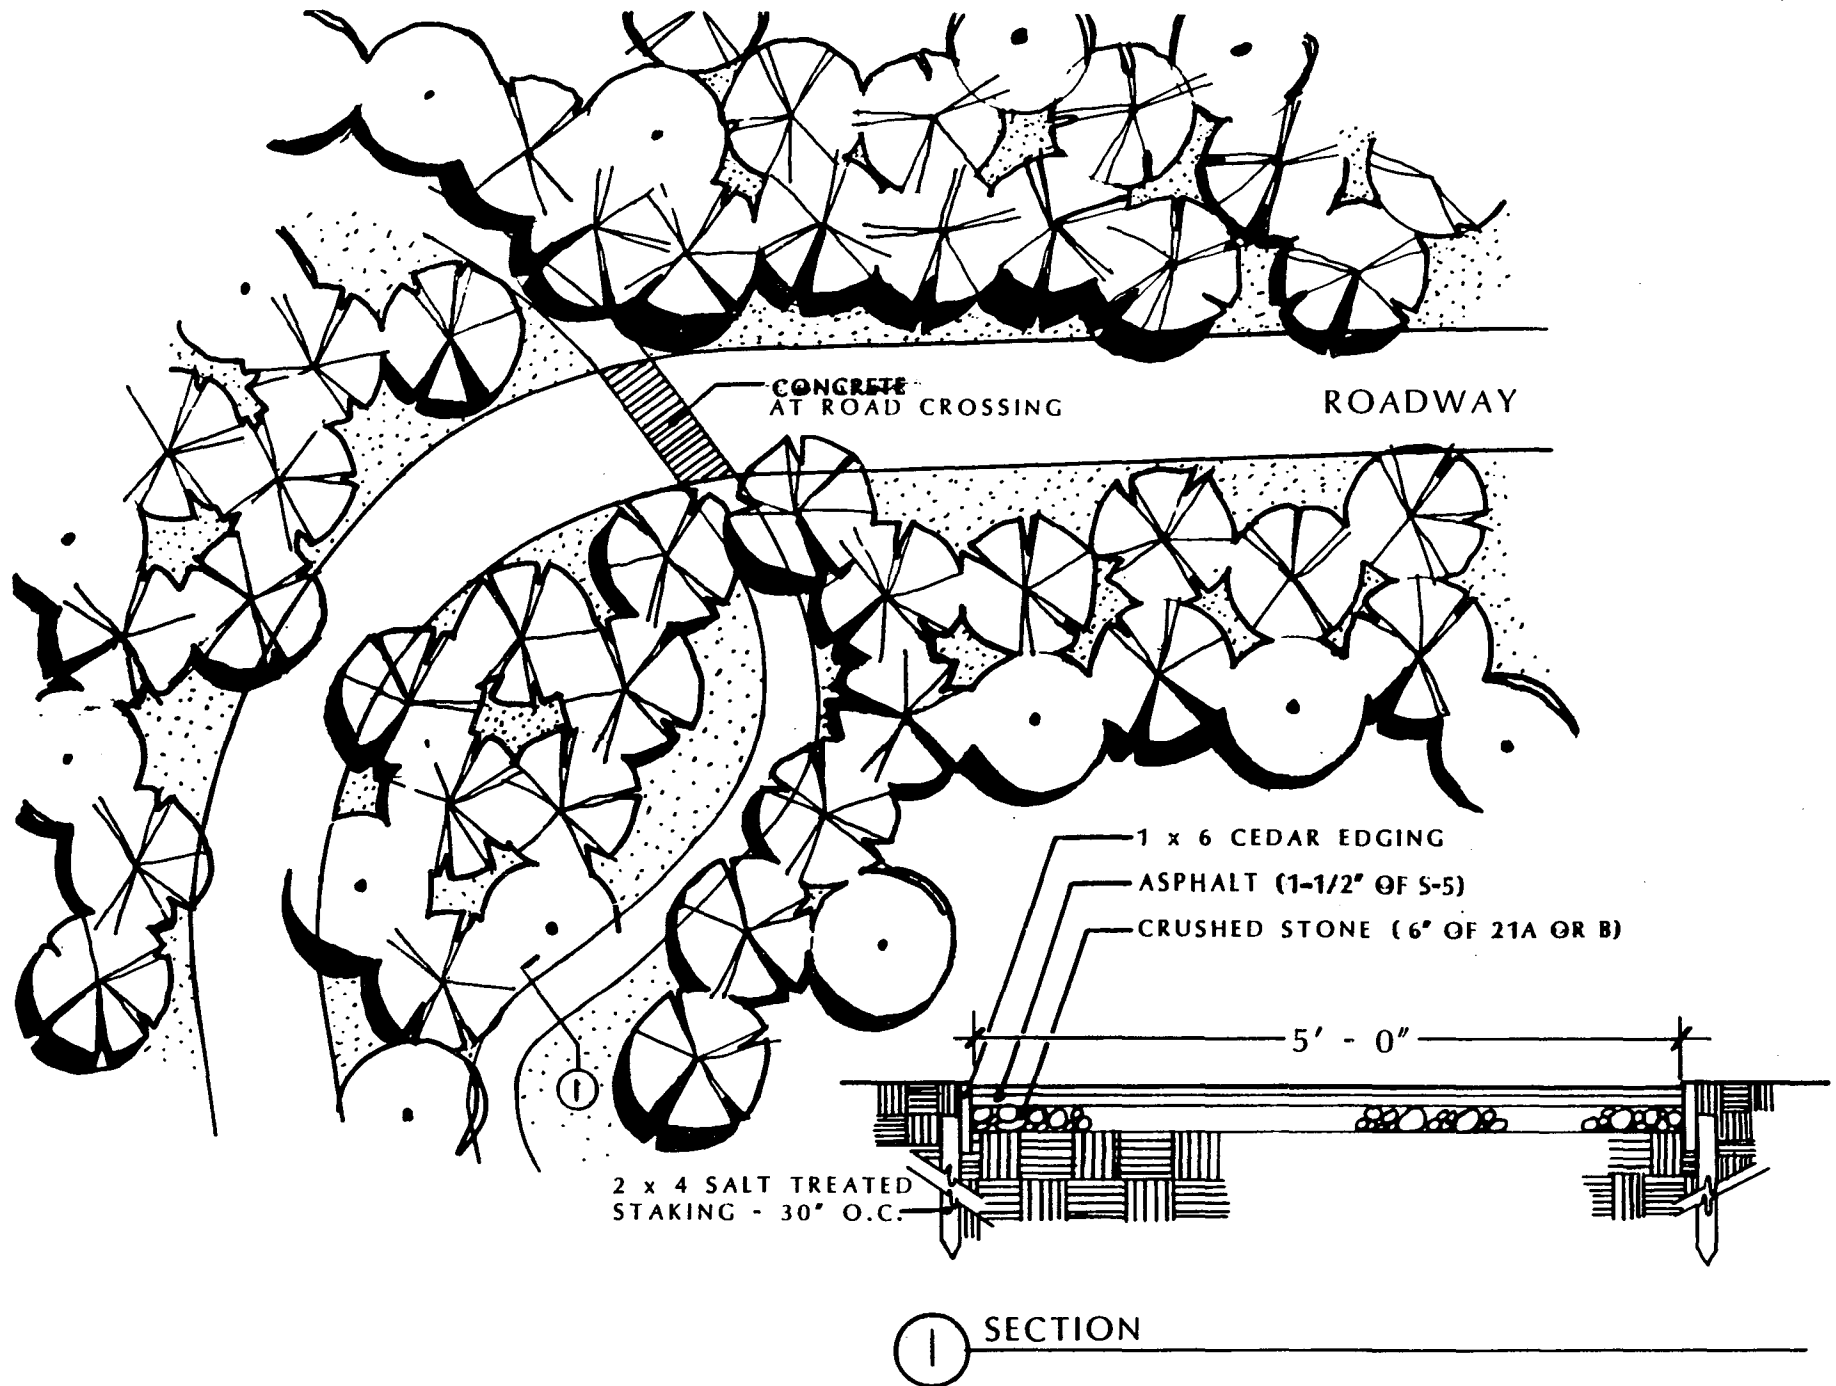 CONCRETE
AT ROAD CROSSING
ROADWAY
1 x 6 CEDAR EDGING
ASPHALT (1-1/2" OF S-5)
CRUSHED STONE (6" OF 21A OR B)
5' - 0"
1
2 x 4 SALT TREATED
STAKING - 30" O.C.
1 SECTION